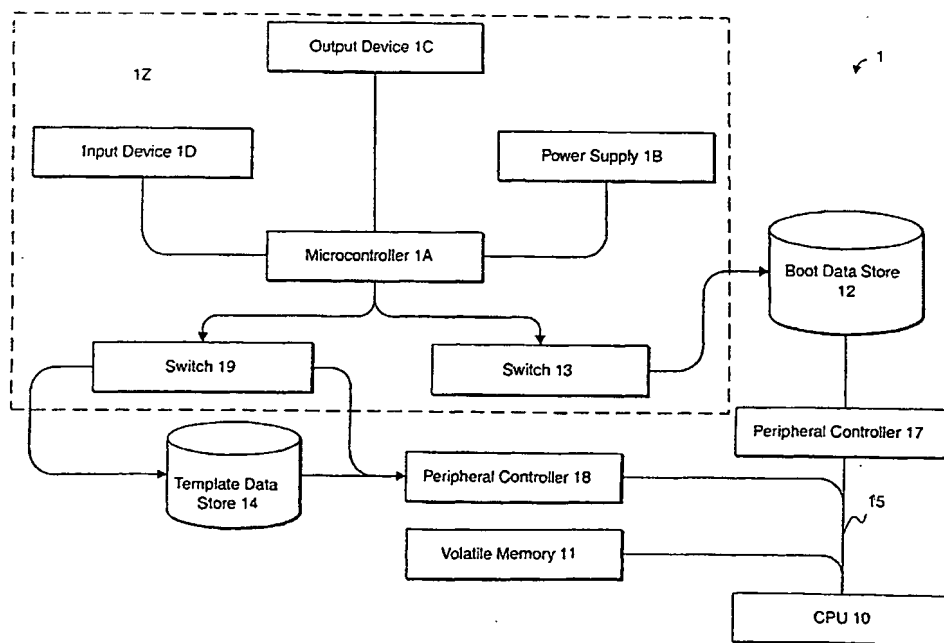 Output Device 1C
1Z
1
Input Device 1D
Power Supply 1B
Microcontroller 1A
Boot Data Store
12
Switch 19
Switch 13
Peripheral Controller 17
Template Data
Store 14
Peripheral Controller 18
15
Volatile Memory 11
CPU 10